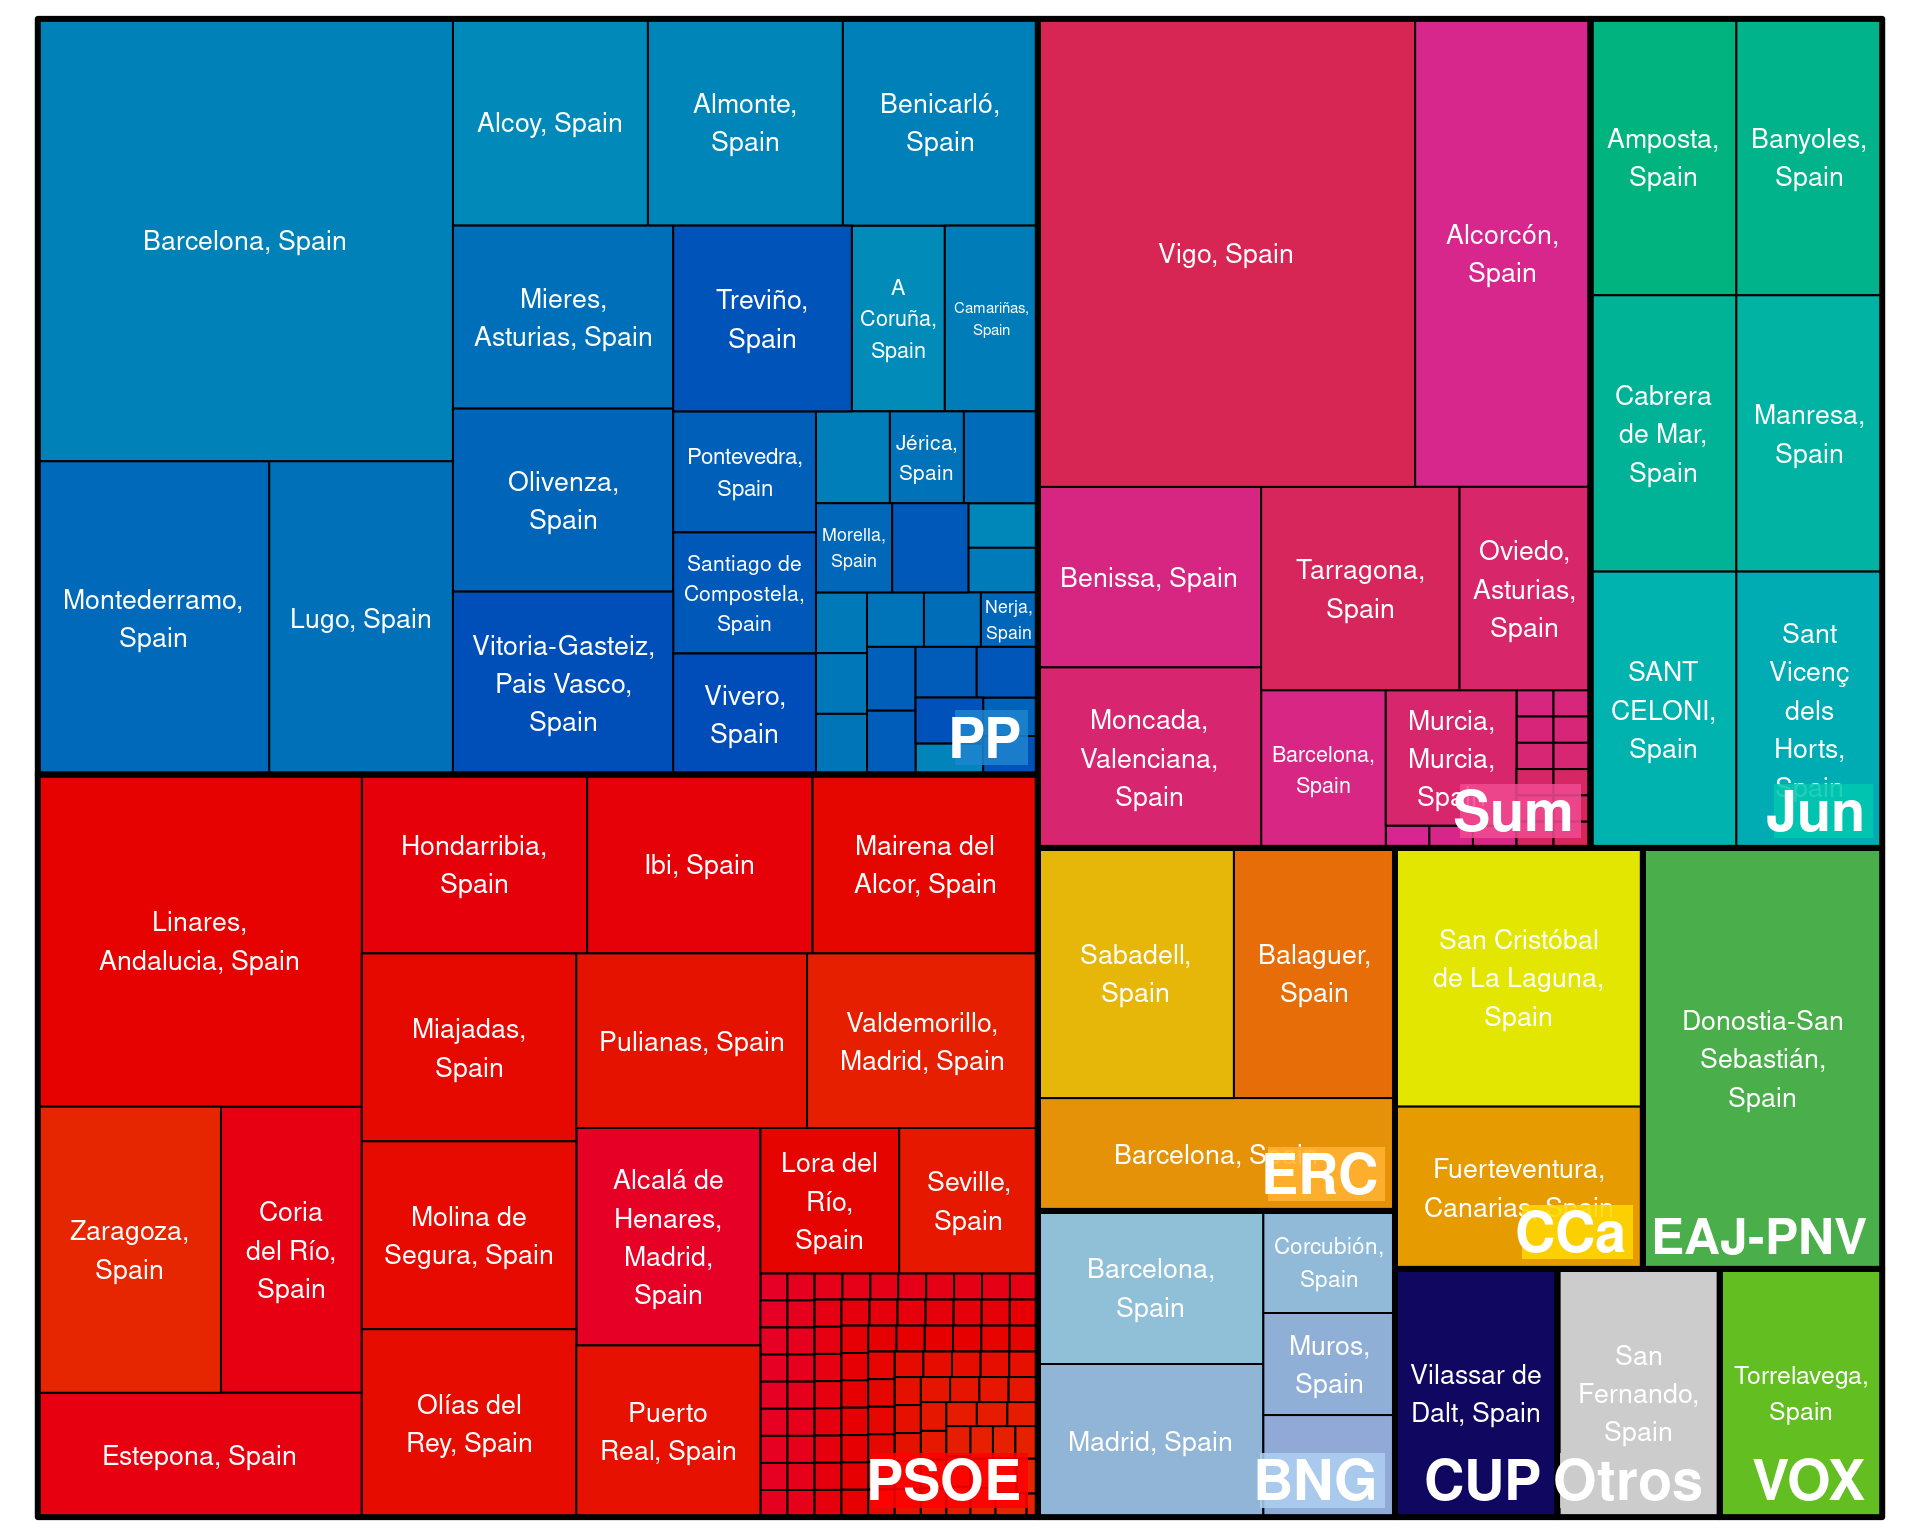 Barcelona, Spain
Alcoy, Spain
Almonte,
Spain
Benicarló,
Spain
Mieres,
Asturias, Spain
Treviño,
Spain
A
Coruña,
Spain
Camariñas,
Spain
Montederramo,
Spain
Lugo, Spain
Olivenza,
Spain
Pontevedra,
Spain
Jérica,
Spain
Morella,
Spain
Santiago de
Compostela,
Spain
Nerja,
Spain
Vitoria-Gasteiz,
Pais Vasco,
Spain
Vivero,
Spain
PP
Vigo, Spain
Alcorcón,
Spain
Benissa, Spain
Tarragona,
Spain
Oviedo,
Asturias,
Spain
Moncada,
Valenciana,
Spain
Barcelona,
Spain
Murcia,
Murcia,
Spain
Sum
Amposta,
Spain
Banyoles,
Spain
Cabrera
de Mar,
Spain
Manresa,
Spain
SANT
CELONI,
Spain
Sant
Vicenç
dels
Horts,
Spain
Jun
Linares,
Andalucia, Spain
Hondarribia,
Spain
Ibi, Spain
Mairena del
Alcor, Spain
Miajadas,
Spain
Pulianas, Spain
Valdemorillo,
Madrid, Spain
Zaragoza,
Spain
Coria
del Río,
Spain
Molina de
Segura, Spain
Alcalá de
Henares,
Madrid,
Spain
Lora del
Río,
Spain
Seville,
Spain
Estepona, Spain
Olías del
Rey, Spain
Puerto
Real, Spain
PSOE
Sabadell,
Spain
Balaguer,
Spain
Barcelona, Spain
ERC
San Cristóbal
de La Laguna,
Spain
Fuerteventura,
Canarias, Spain
CCa
Donostia-San
Sebastián,
Spain
EAJ-PNV
Barcelona,
Spain
Corcubión,
Spain
Muros,
Spain
Madrid, Spain
BNG
Vilassar de
Dalt, Spain
CUP
San
Fernando,
Spain
Otros
Torrelavega,
Spain
VOX